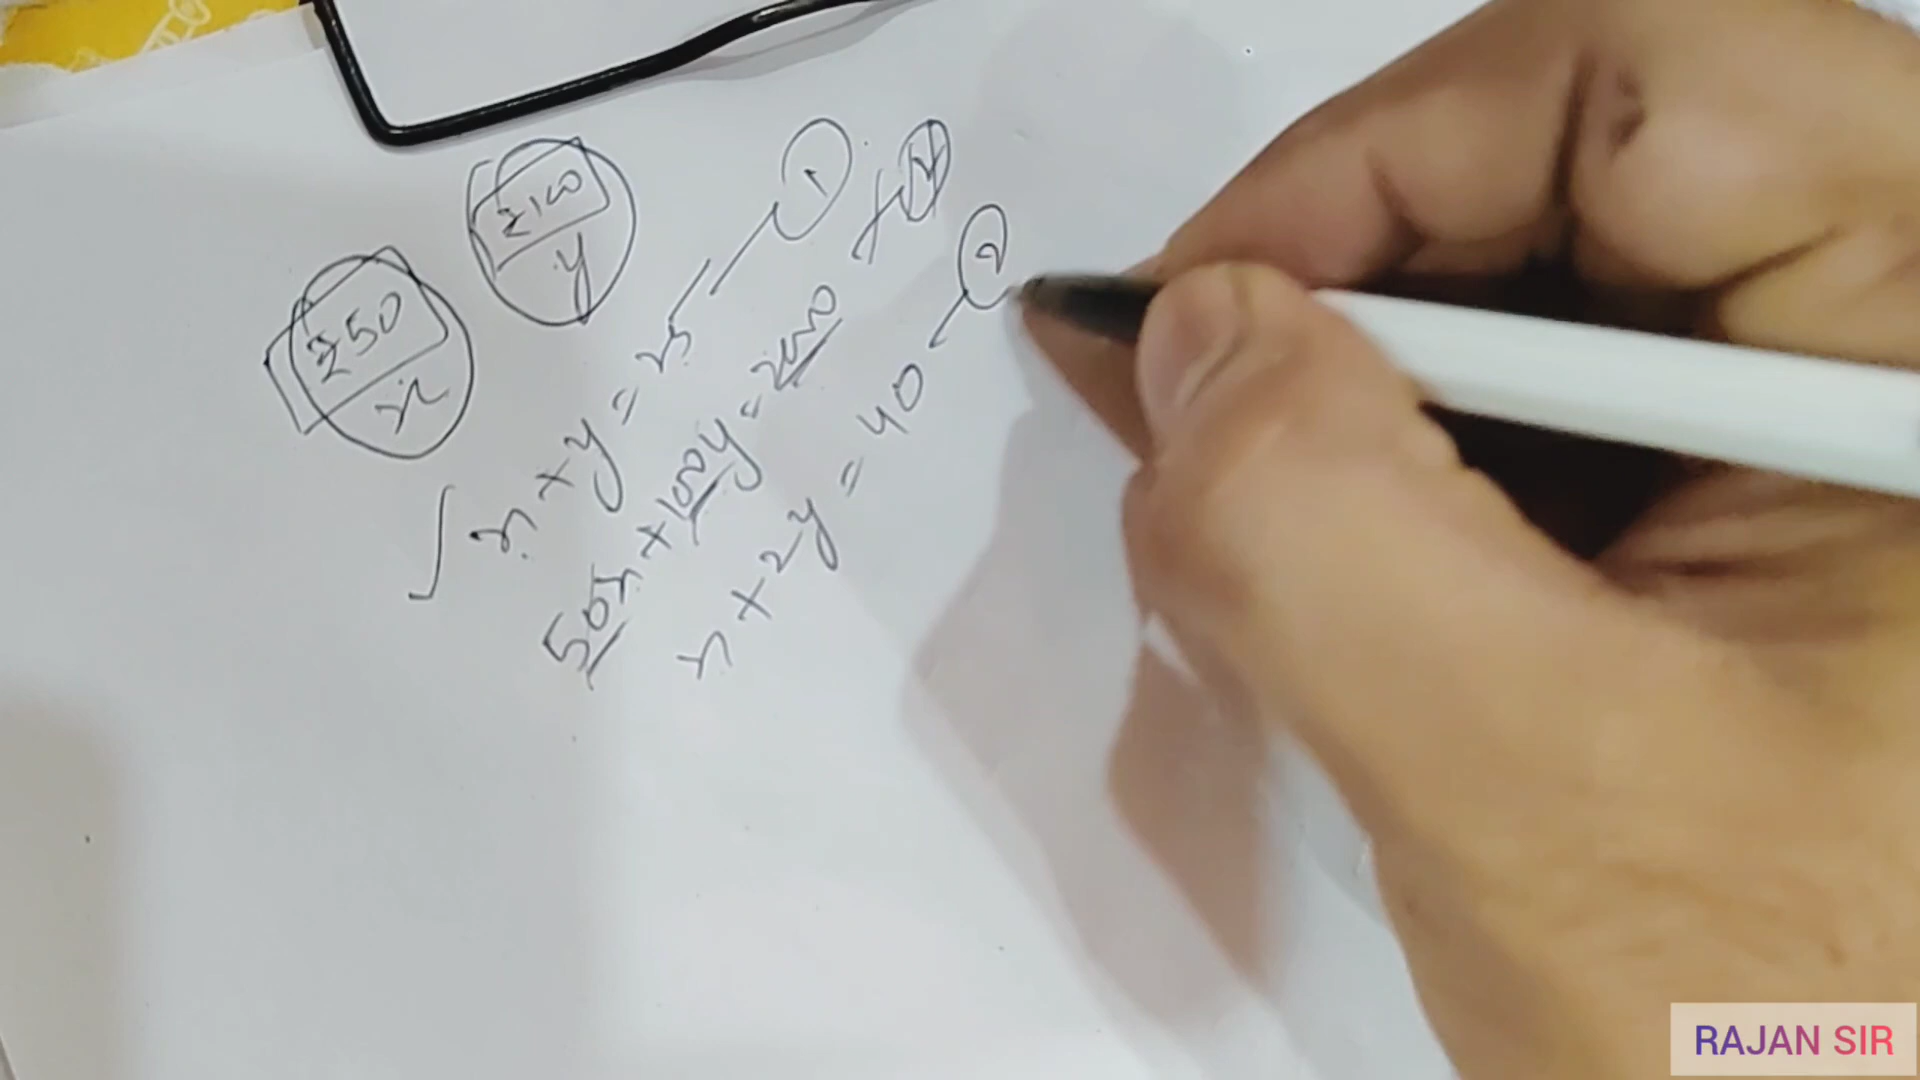 ₹50
x
₹100
y
x + y = 25 — 1
50x + 100y = 2000
x + 2y = 40 — 2
RAJAN SIR